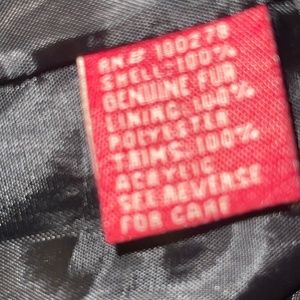 RN# 100278
SHELL:100%
GENUINE FUR
LINING: 100%
POLYESTER
TRIMS: 100%
ACRYLIC
SEE REVERSE
FOR CARE